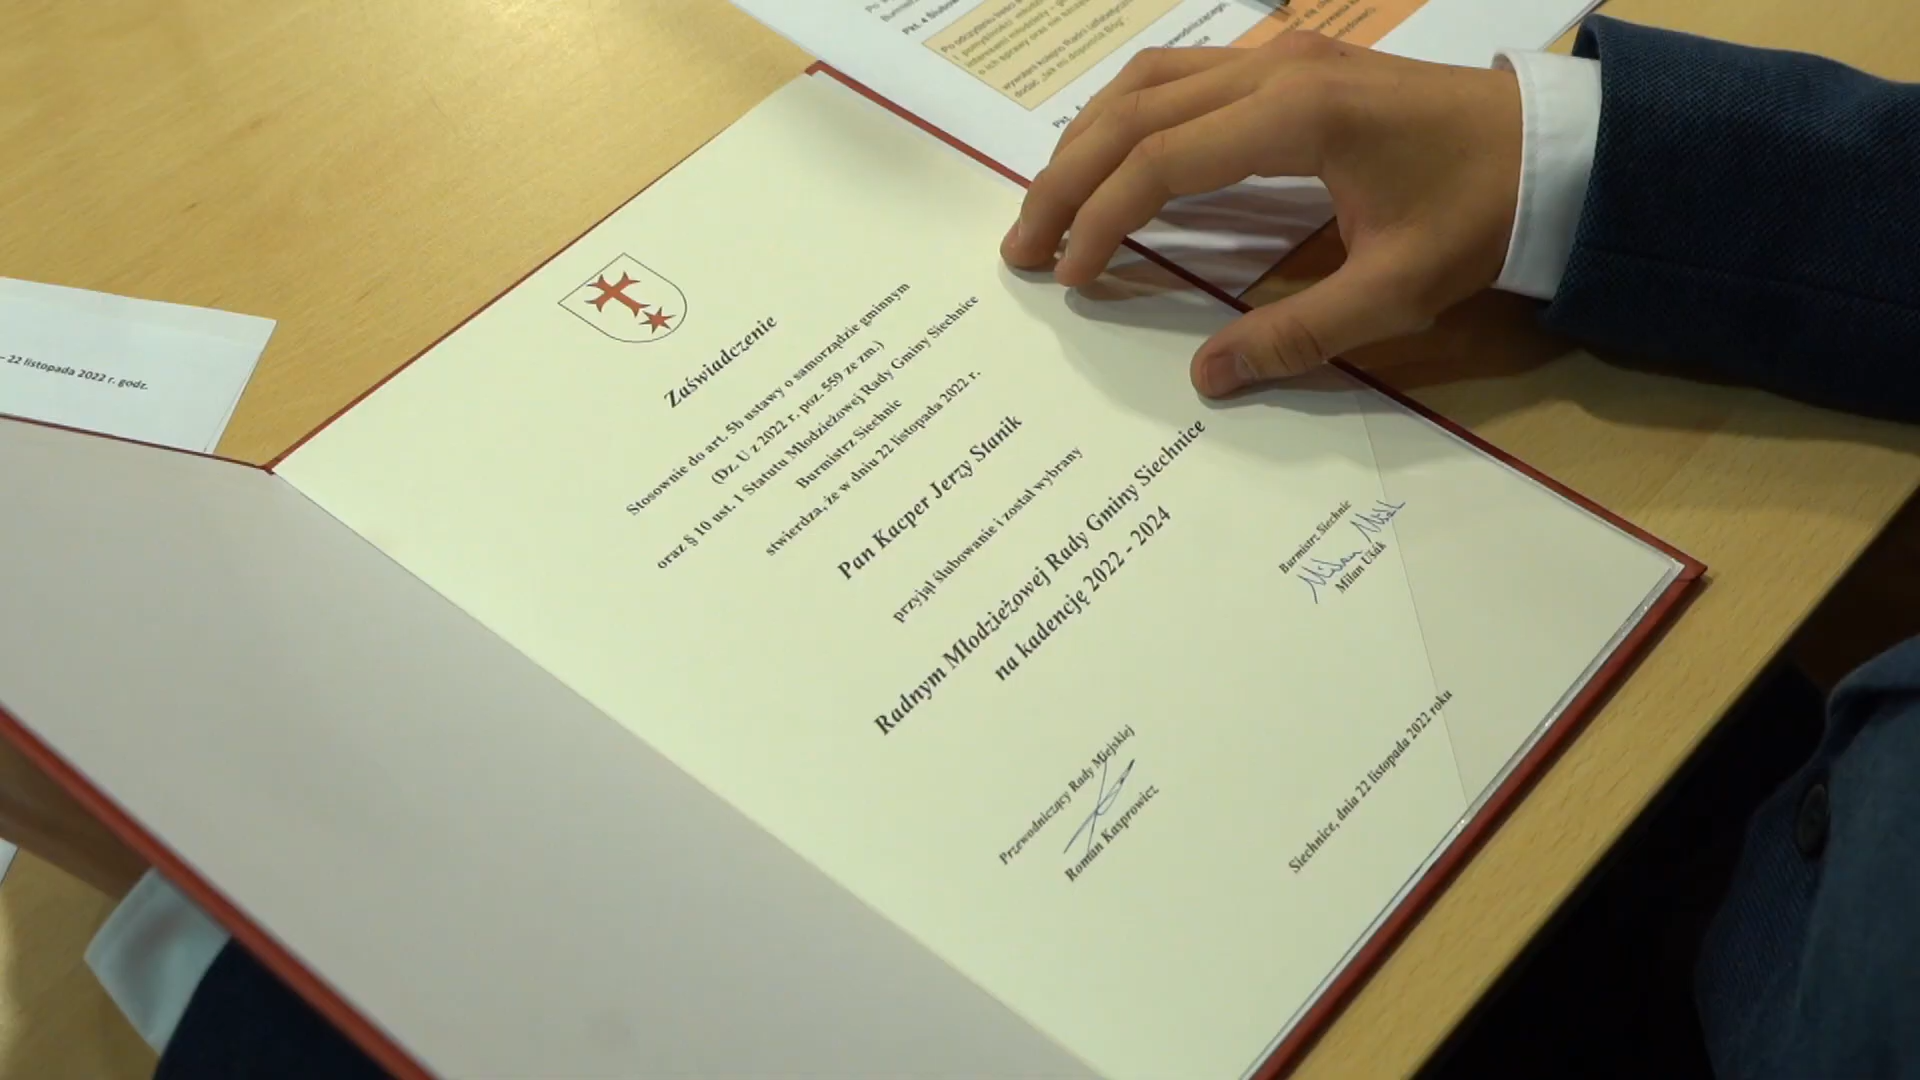 Zaświadczenie
Stosownie do art. 5b ustawy o samorządzie gminnym
(Dz. U z 2022 r. poz. 559 ze zm.)
oraz § 10 ust. 1 Statutu Młodzieżowej Rady Gminy Siechnice
Burmistrz Siechnic
stwierdza, że w dniu 22 listopada 2022 r.
Pan Kacper Jerzy Stanik
przyjął ślubowanie i został wybrany
Radnym Młodzieżowej Rady Gminy Siechnice
na kadencję 2022 - 2024
Burmistrz Siechnic
Milan Ušák
Przewodniczący Rady Miejskiej
Roman Kasprowicz
Siechnice, dnia 22 listopada 2022 roku
– 22 listopada 2022 r. godz.
Pkt. 4
Pkt.